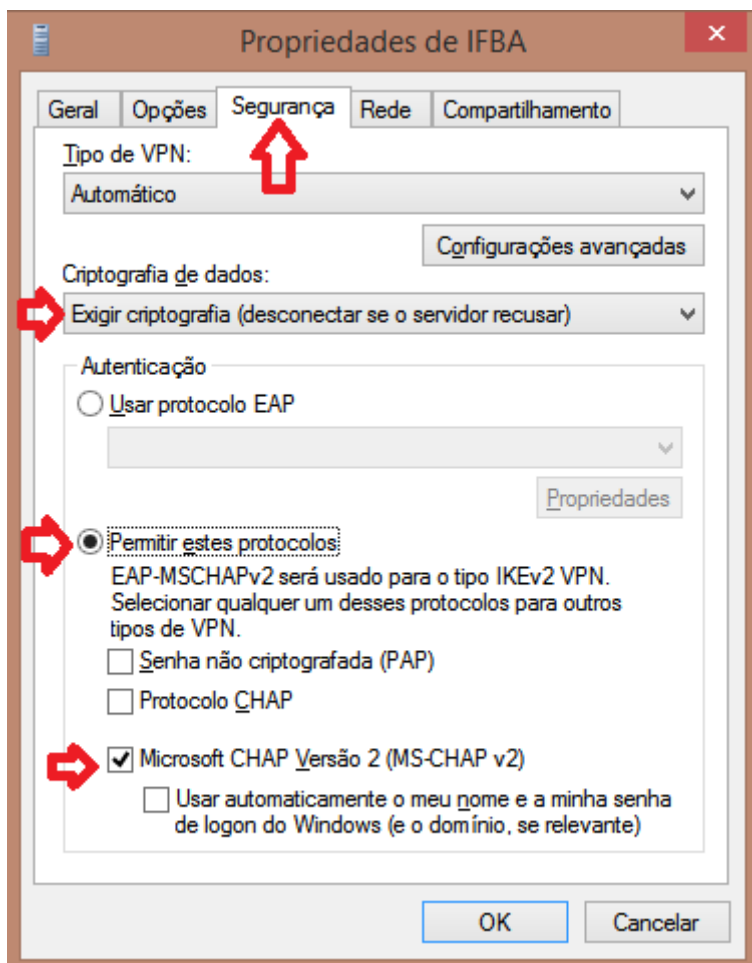 Propriedades de IFBA
Geral Opções Segurança Rede Compartilhamento
Tipo de VPN:
Automático
Configurações avançadas
Criptografia de dados:
Exigir criptografia (desconectar se o servidor recusar)
Autenticação
Usar protocolo EAP
Propriedades
Permitir estes protocolos
EAP-MSCHAPv2 será usado para o tipo IKEv2 VPN.
Selecionar qualquer um desses protocolos para outros
tipos de VPN.
Senha não criptografada (PAP)
Protocolo CHAP
Microsoft CHAP Versão 2 (MS-CHAP v2)
Usar automaticamente o meu nome e a minha senha
de logon do Windows (e o domínio, se relevante)
OK Cancelar